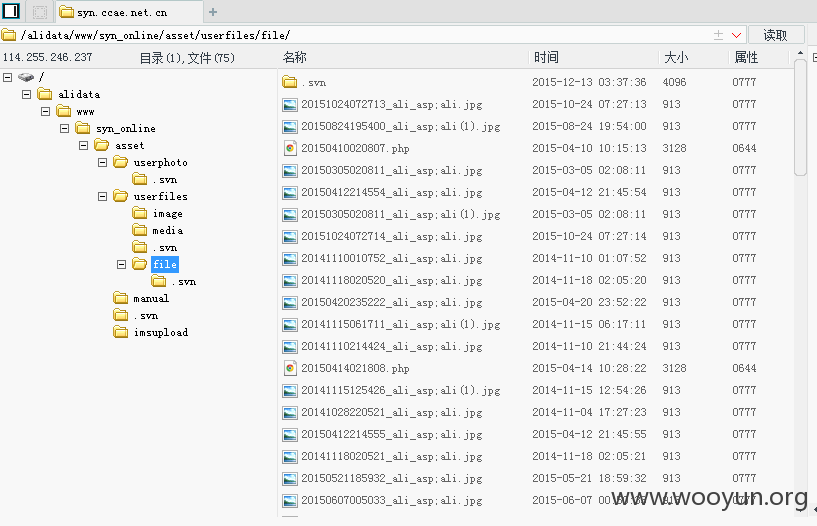 syn.ccae.net.cn
/alidata/www/syn_online/asset/userfiles/file/
读取
114.255.246.237 目录(1),文件(75)
名称 时间 大小 属性
/
alidata
www
syn_online
asset
userphoto
.svn
userfiles
image
media
.svn
file
.svn
manual
.svn
imsupload
.svn 2015-12-13 03:37:36 4096 0777
20151024072713_ali_asp;ali.jpg 2015-10-24 07:27:13 913 0777
20150824195400_ali_asp;ali(1).jpg 2015-08-24 19:54:00 913 0777
20150410020807.php 2015-04-10 10:15:13 3128 0644
20150305020811_ali_asp;ali.jpg 2015-03-05 02:08:11 913 0777
20150412214554_ali_asp;ali.jpg 2015-04-12 21:45:54 913 0777
20150305020811_ali_asp;ali(1).jpg 2015-03-05 02:08:11 913 0777
20151024072714_ali_asp;ali.jpg 2015-10-24 07:27:14 913 0777
20141110010752_ali_asp;ali.jpg 2014-11-10 01:07:52 913 0777
20141118020520_ali_asp;ali.jpg 2014-11-18 02:05:20 913 0777
20150420235222_ali_asp;ali.jpg 2015-04-20 23:52:22 913 0777
20141115061711_ali_asp;ali(1).jpg 2014-11-15 06:17:11 913 0777
20141110214424_ali_asp;ali.jpg 2014-11-10 21:44:24 913 0777
20150414021808.php 2015-04-14 10:28:22 3128 0644
20141115125426_ali_asp;ali(1).jpg 2014-11-15 12:54:26 913 0777
20141028220521_ali_asp;ali.jpg 2014-11-04 17:27:23 913 0777
20150412214555_ali_asp;ali.jpg 2015-04-12 21:45:55 913 0777
20141118020521_ali_asp;ali.jpg 2014-11-18 02:05:21 913 0777
20150521185932_ali_asp;ali.jpg 2015-05-21 18:59:32 913 0777
20150607005033_ali_asp;ali.jpg 2015-06-07
www.wooyun.org